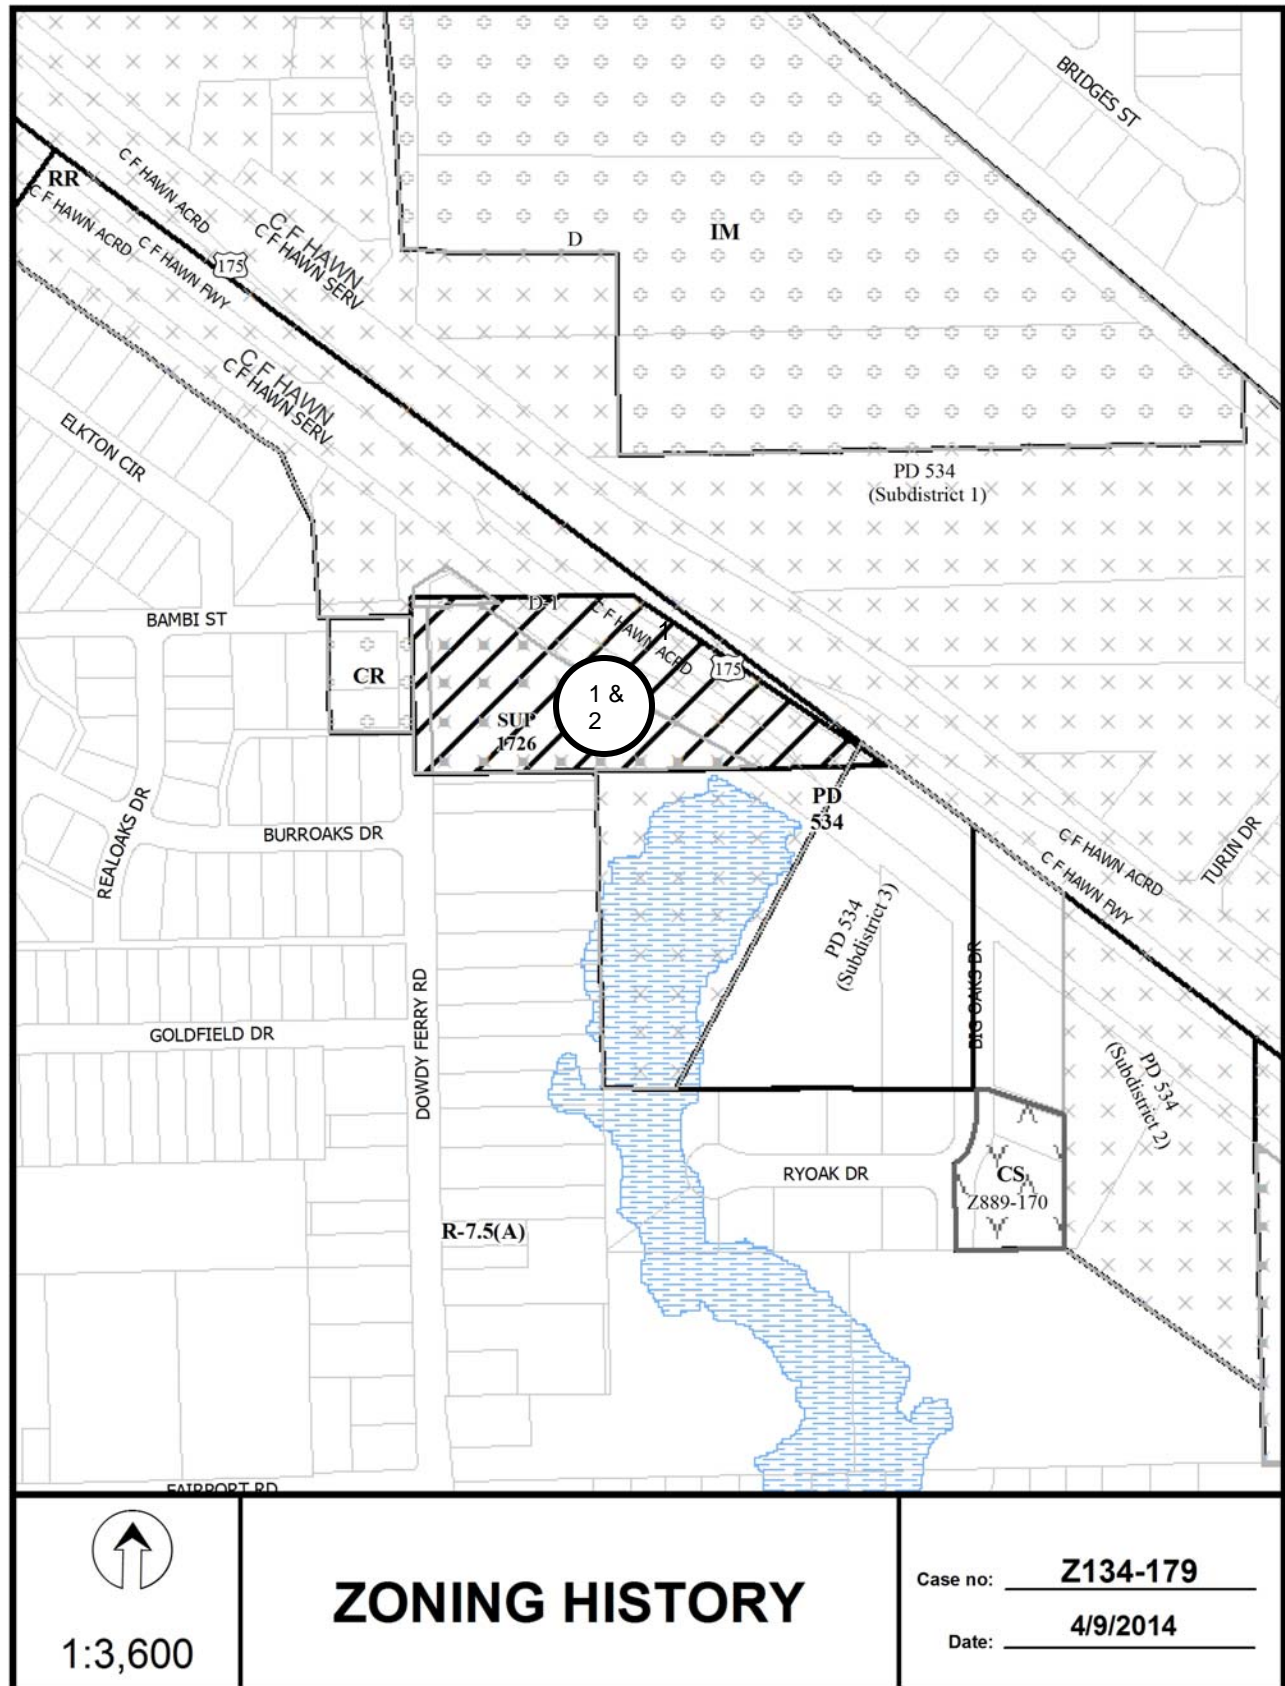 BRIDGES ST
RR
C F HAWN ACRD
C F HAWN ACRD
C F HAWN FWY
175
C F HAWN
C F HAWN SERV
D
IM
C F HAWN
C F HAWN SERV
ELKTON CIR
PD 534
(Subdistrict 1)
BAMBI ST
D-1
C F HAWN ACRD
175
CR
1 &
2
SUP
1726
PD
534
REALOAKS DR
BURROAKS DR
C F HAWN ACRD
C F HAWN FWY
TURIN DR
PD 534
(Subdistrict 3)
BIG OAKS DR
GOLDFIELD DR
DOWDY FERRY RD
PD 534
(Subdistrict 2)
RYOAK DR
CS
Z889-170
R-7.5(A)
FAIRPORT RD
1:3,600
ZONING HISTORY
Case no: Z134-179
Date: 4/9/2014